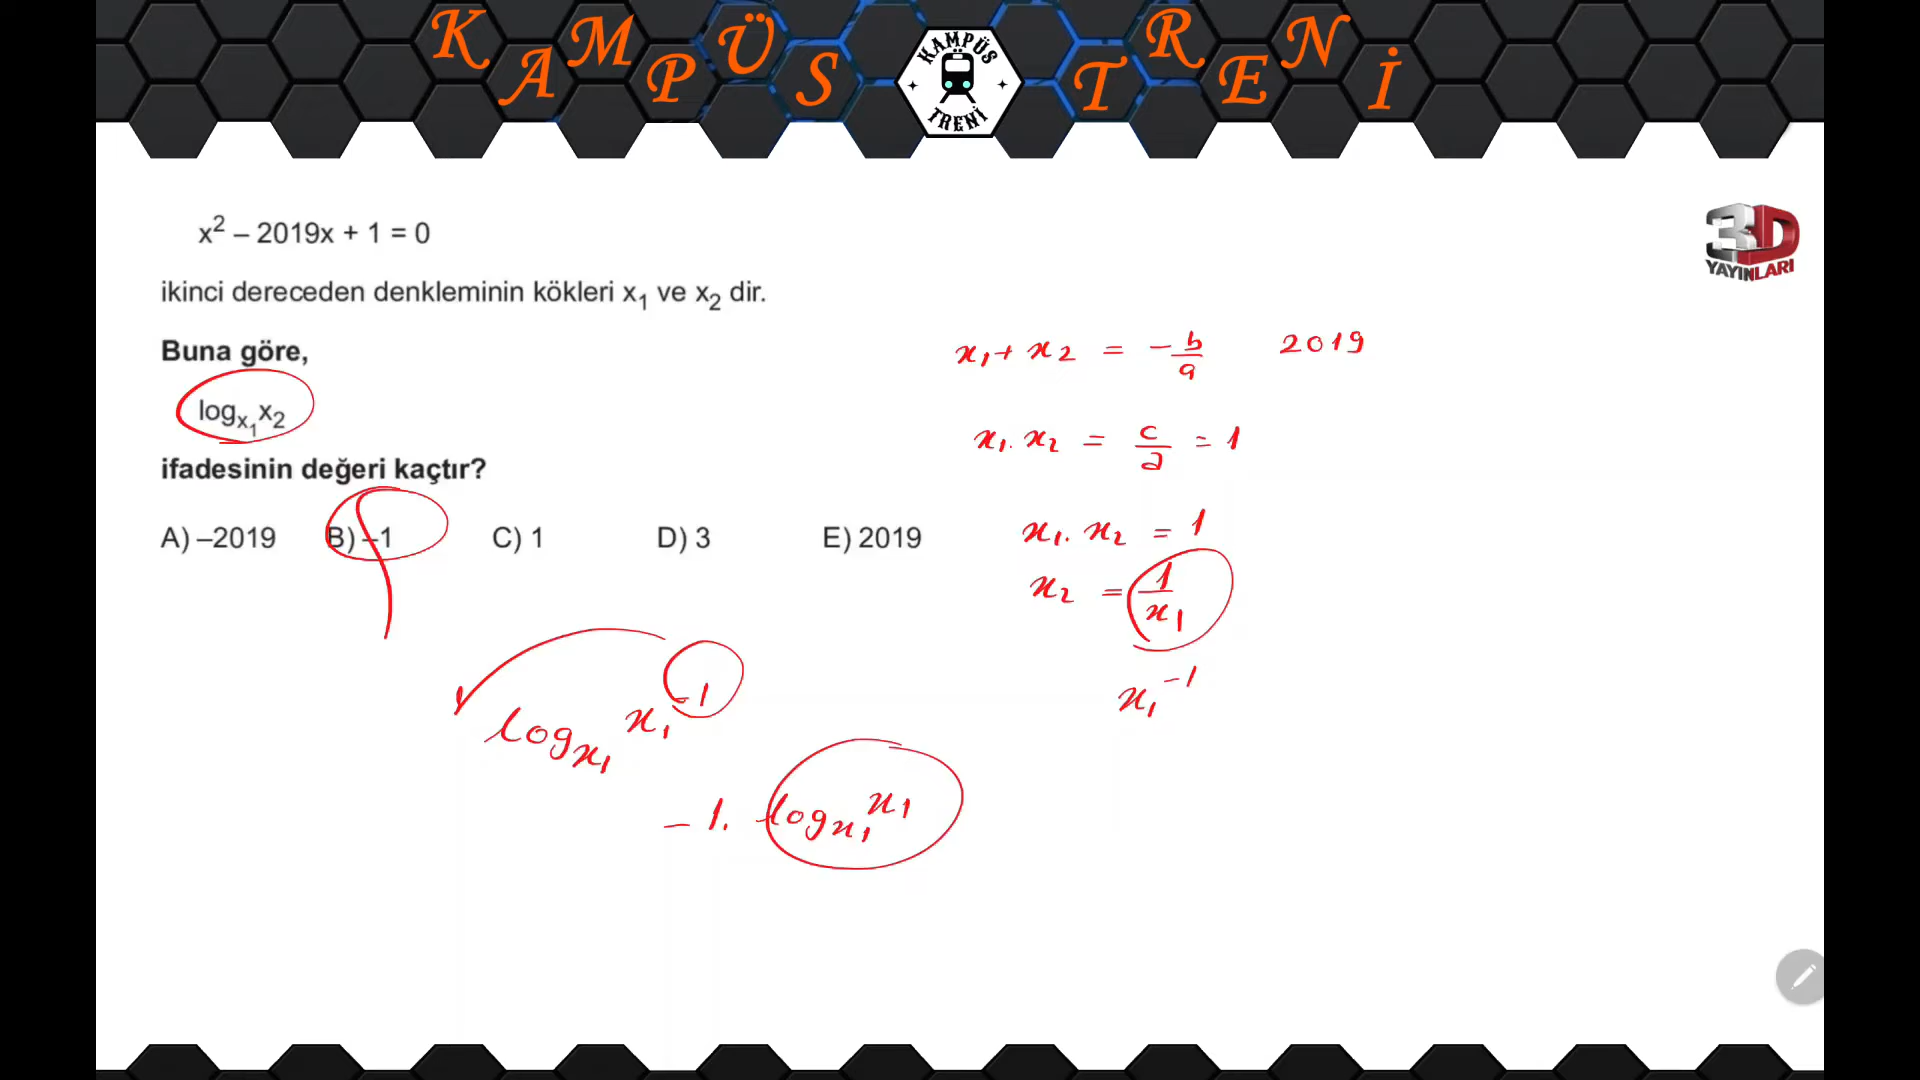 KAMPÜS TRENİ
KAMPÜS
TRENİ
3D
YAYINLARI
x² – 2019x + 1 = 0
ikinci dereceden denkleminin kökleri x₁ ve x₂ dir.
Buna göre,
logₓ₁x₂
ifadesinin değeri kaçtır?
A) –2019 B) –1 C) 1 D) 3 E) 2019
x₁ + x₂ = -b/a 2019
x₁ . x₂ = c/a = 1
x₁ . x₂ = 1
x₂ = 1/x₁
x₁⁻¹
logₓ₁ x₁⁻¹
-1. logₓ₁ x₁